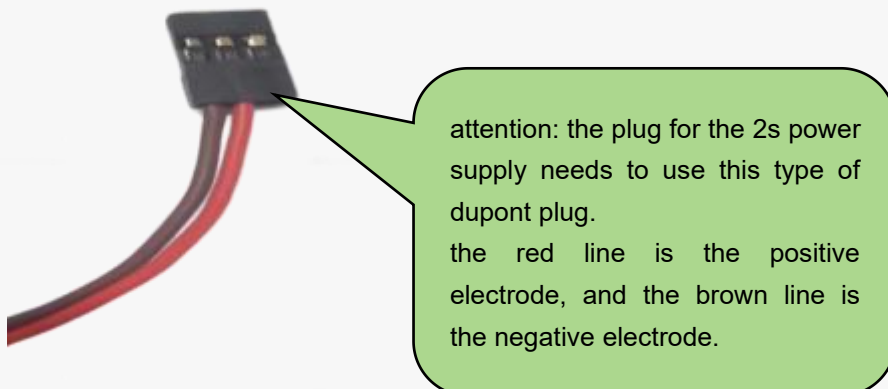 attention: the plug for the 2s power
supply needs to use this type of
dupont plug.
the red line is the positive
electrode, and the brown line is
the negative electrode.